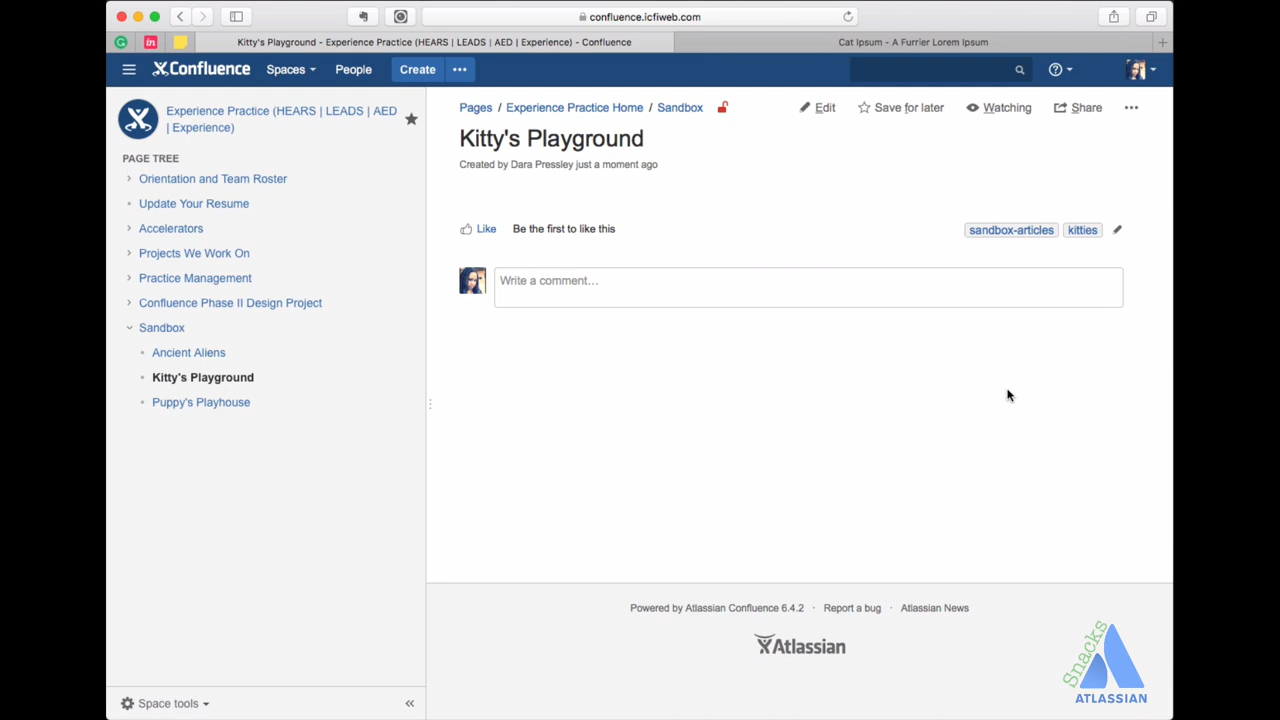 confluence.icfiweb.com
Kitty's Playground - Experience Practice (HEARS | LEADS | AED | Experience) - Confluence
Cat Ipsum - A Furrier Lorem Ipsum
Confluence
Spaces
People
Create
Experience Practice (HEARS | LEADS | AED
| Experience)
PAGE TREE
Orientation and Team Roster
Update Your Resume
Accelerators
Projects We Work On
Practice Management
Confluence Phase II Design Project
Sandbox
Ancient Aliens
Kitty's Playground
Puppy's Playhouse
Space tools
Pages / Experience Practice Home / Sandbox
Edit
Save for later
Watching
Share
Kitty's Playground
Created by Dara Pressley just a moment ago
Like
Be the first to like this
sandbox-articles
kitties
Write a comment…
Powered by Atlassian Confluence 6.4.2 · Report a bug · Atlassian News
Atlassian
Snacks
ATLASSIAN